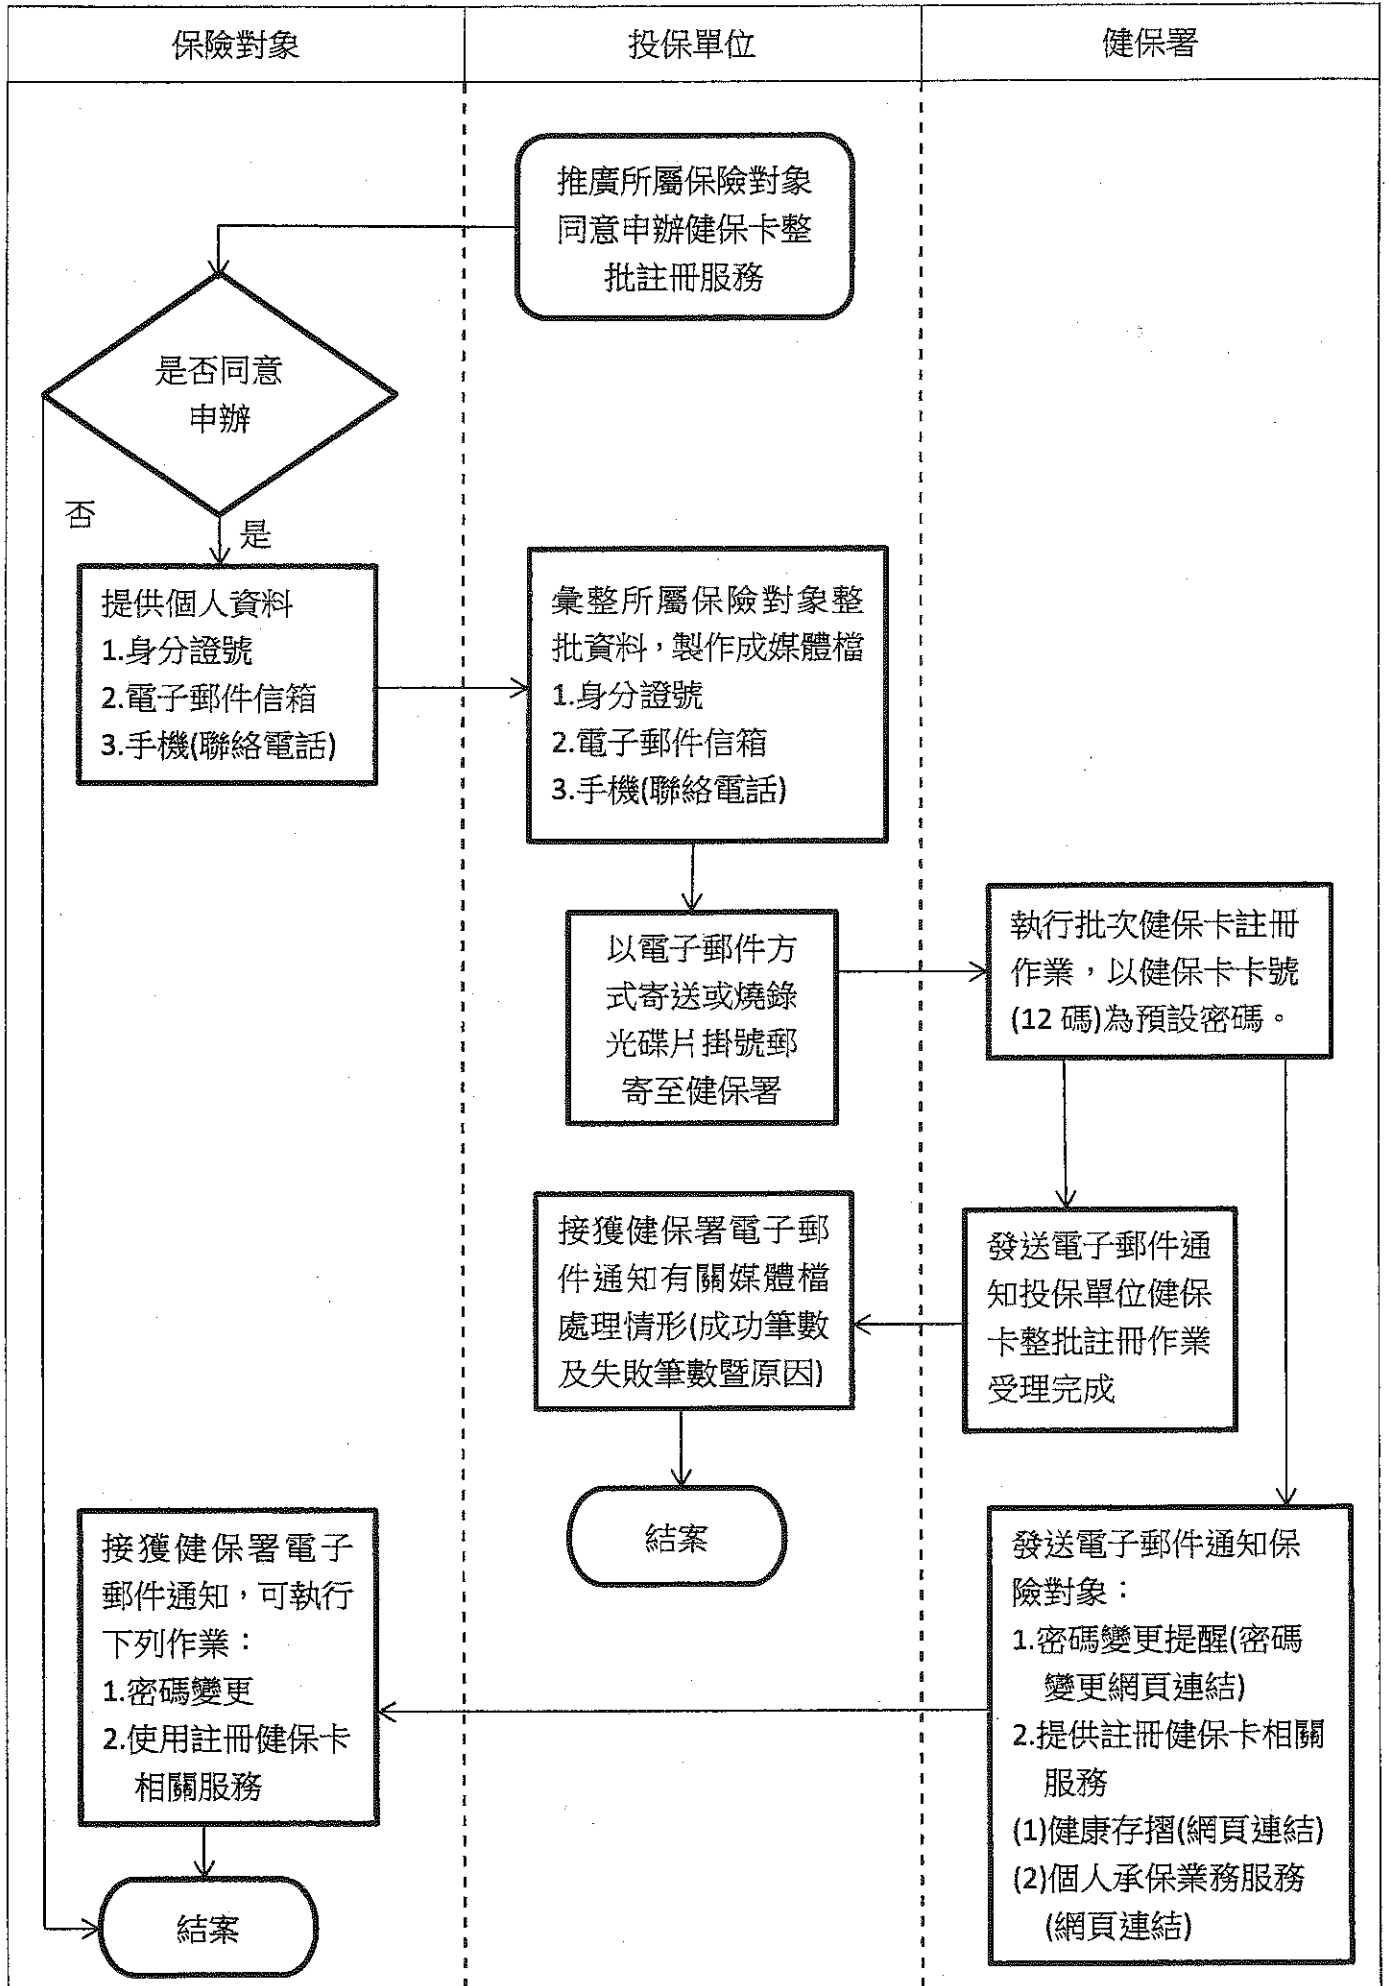 保險對象
投保單位
健保署
推廣所屬保險對象
同意申辦健保卡整
批註冊服務
是否同意
申辦
否
是
提供個人資料
1.身分證號
2.電子郵件信箱
3.手機(聯絡電話)
彙整所屬保險對象整
批資料，製作成媒體檔
1.身分證號
2.電子郵件信箱
3.手機(聯絡電話)
以電子郵件方
式寄送或燒錄
光碟片掛號郵
寄至健保署
執行批次健保卡註冊
作業，以健保卡卡號
(12 碼)為預設密碼。
接獲健保署電子郵
件通知有關媒體檔
處理情形(成功筆數
及失敗筆數暨原因)
發送電子郵件通
知投保單位健保
卡整批註冊作業
受理完成
結案
接獲健保署電子
郵件通知，可執行
下列作業：
1.密碼變更
2.使用註冊健保卡
相關服務
發送電子郵件通知保
險對象：
1.密碼變更提醒(密碼
變更網頁連結)
2.提供註冊健保卡相關
服務
(1)健康存摺(網頁連結)
(2)個人承保業務服務
(網頁連結)
結案